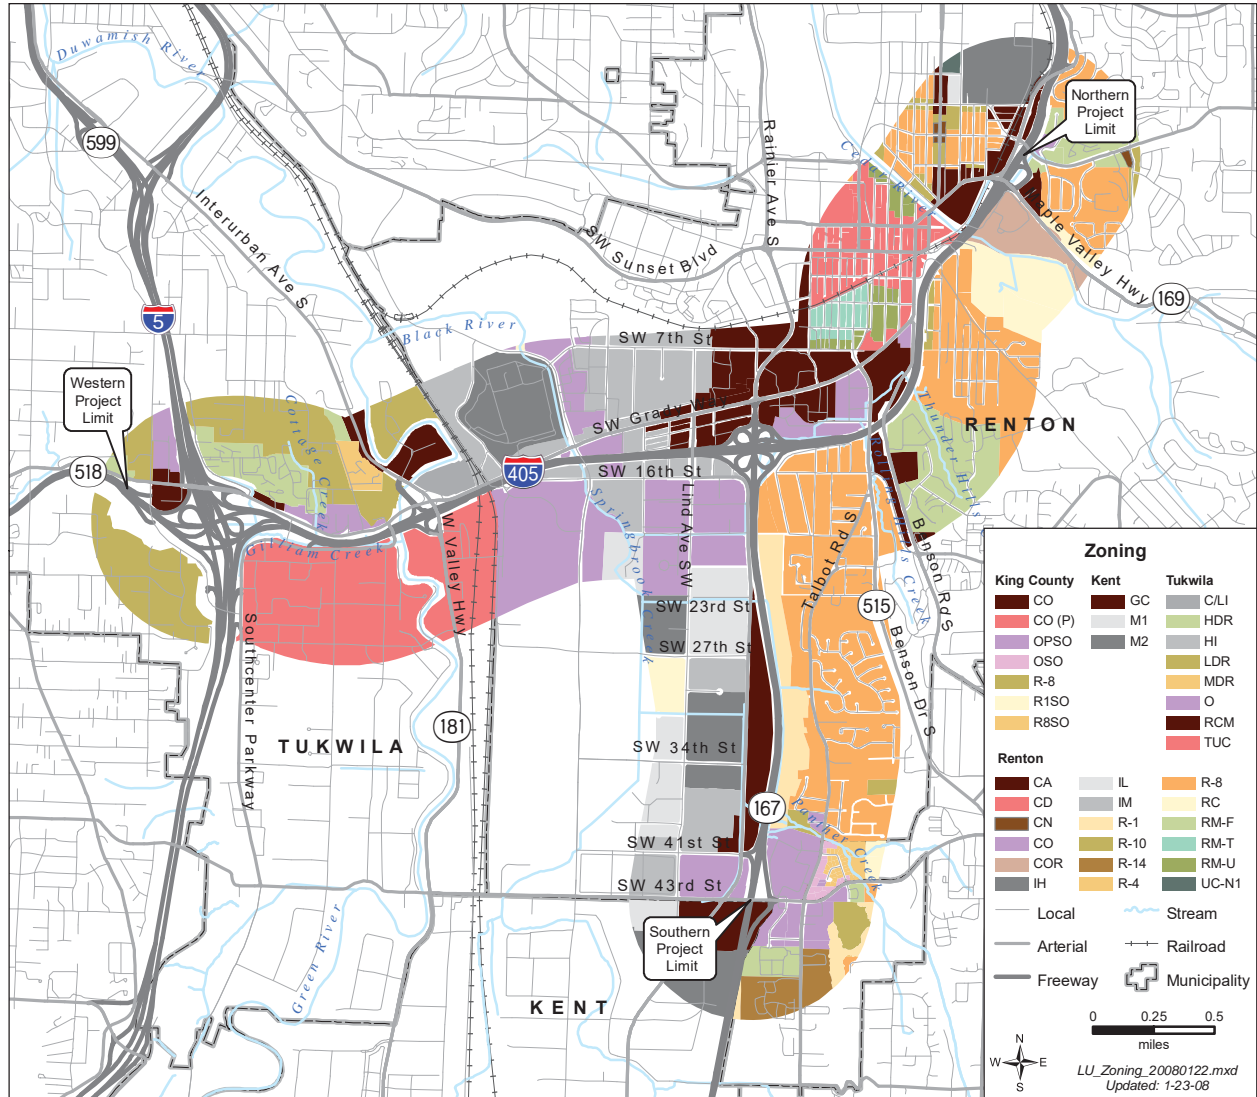 Duwamish River
599
Interurban Ave S
5
Black River
Rainier Ave S
SW Sunset Blvd
Cedar River
Northern
Project
Limit
Maple Valley Hwy
169
Western
Project
Limit
518
Cottage Creek
Gilliam Creek
SW 7th St
SW Grady Way
405
SW 16th St
RENTON
Thunder Hills
Rolling Hills Creek
Springbrook Creek
Lind Ave SW
W Valley Hwy
Talbot Rd S
515
Benson Rd S
Benson Dr S
SW 23rd St
SW 27th St
Southcenter Parkway
TUKWILA
181
SW 34th St
167
Panther Creek
SW 41st St
SW 43rd St
Southern
Project
Limit
Green River
KENT
Zoning
King County
CO
CO (P)
OPSO
OSO
R-8
R1SO
R8SO
Kent
GC
M1
M2
Tukwila
C/LI
HDR
HI
LDR
MDR
O
RCM
TUC
Renton
CA
CD
CN
CO
COR
IH
IL
IM
R-1
R-10
R-14
R-4
R-8
RC
RM-F
RM-T
RM-U
UC-N1
Local
Arterial
Freeway
Stream
Railroad
Municipality
0 0.25 0.5
miles
N
W E
S
LU_Zoning_20080122.mxd
Updated: 1-23-08